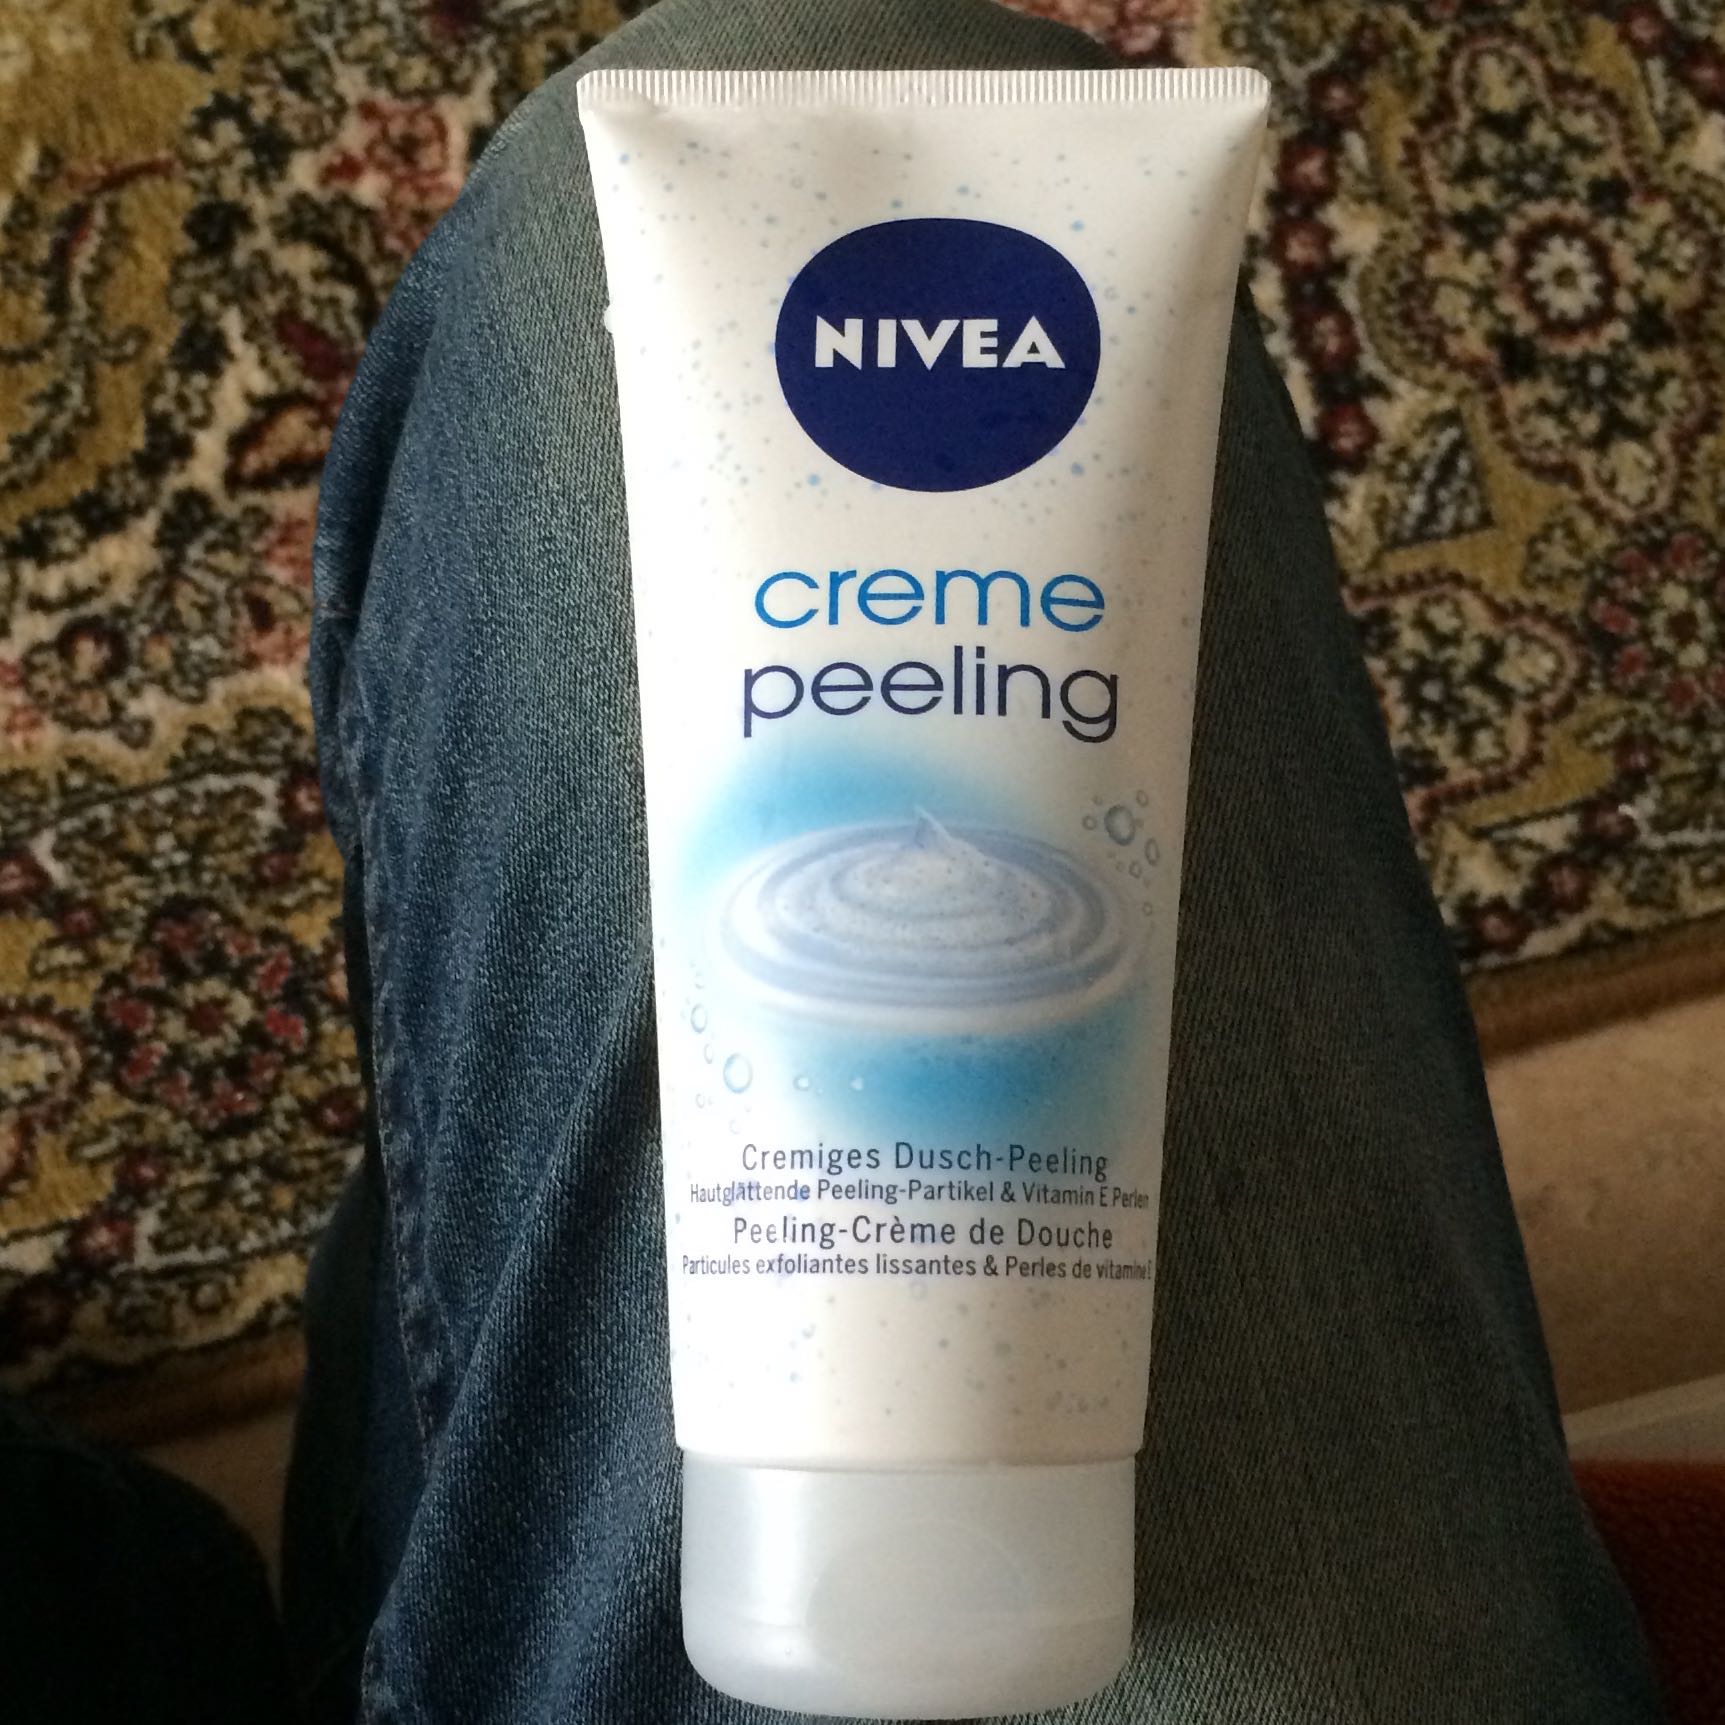 NIVEA
creme
peeling
Cremiges Dusch-Peeling
Hautglättende Peeling-Partikel & Vitamin E Perlen
Peeling-Crème de Douche
Particules exfoliantes lissantes & Perles de vitamine E